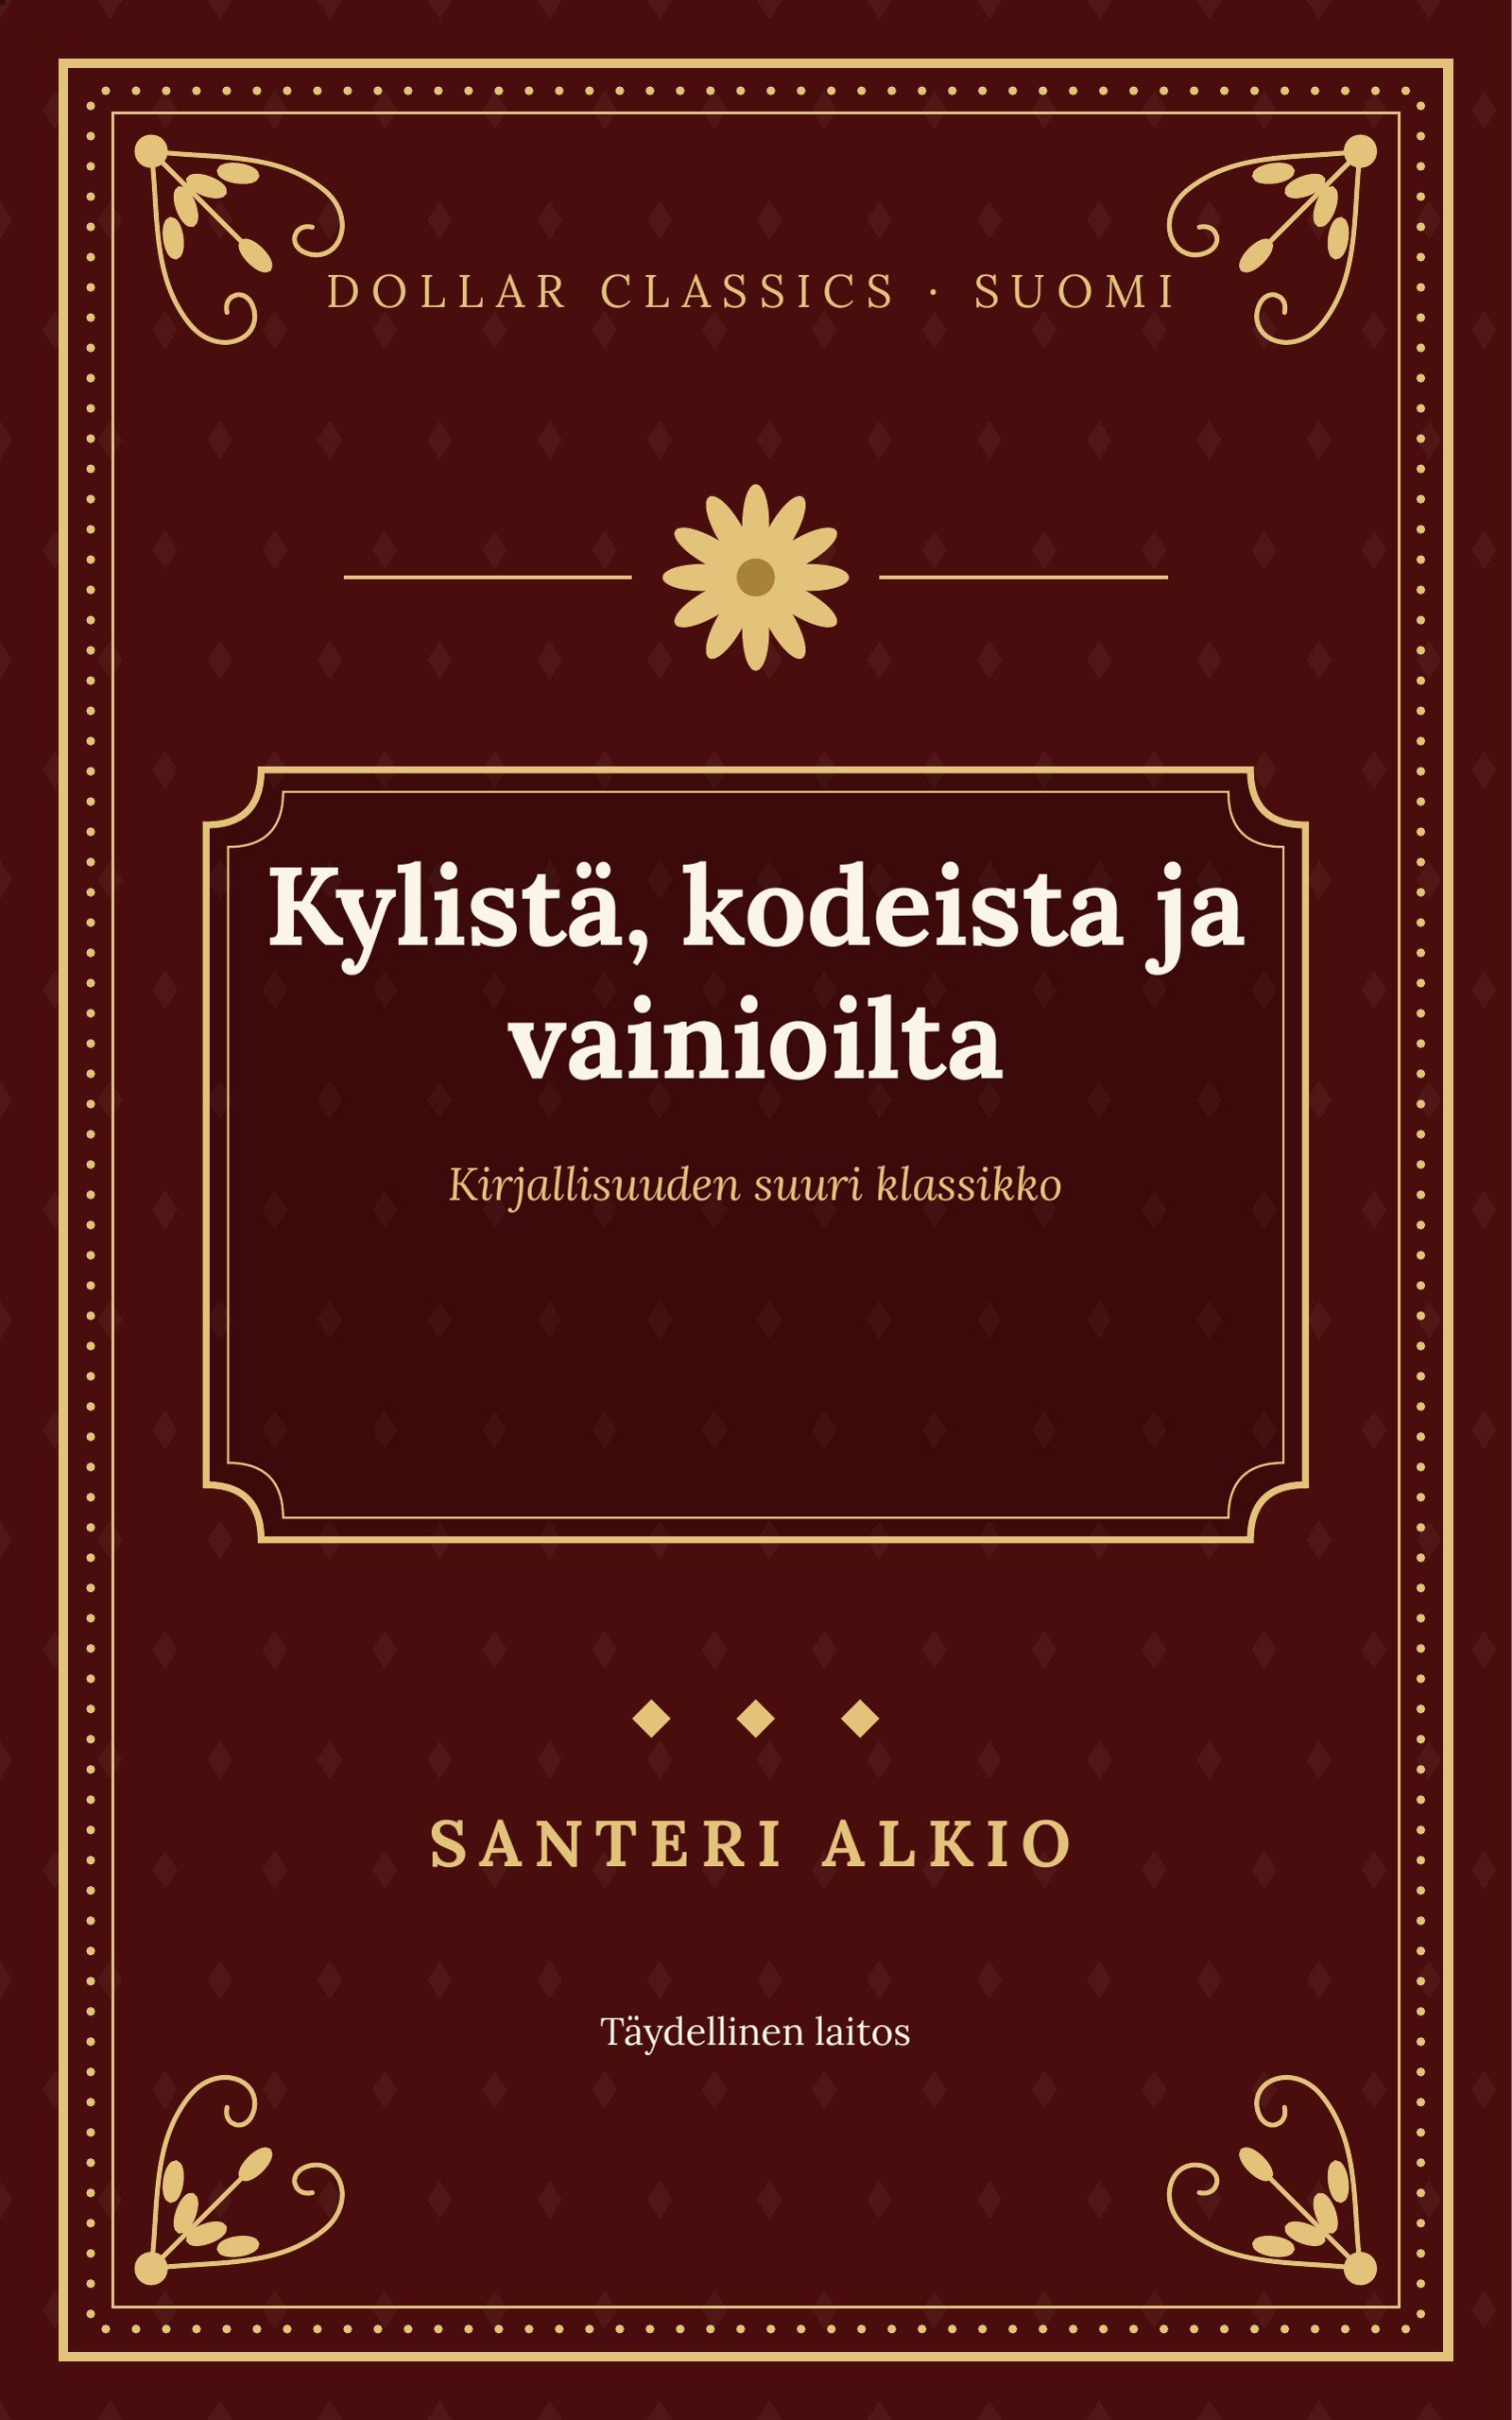 DOLLAR CLASSICS · SUOMI
Kylistä, kodeista ja
vainioilta
Kirjallisuuden suuri klassikko
SANTERI ALKIO
Täydellinen laitos